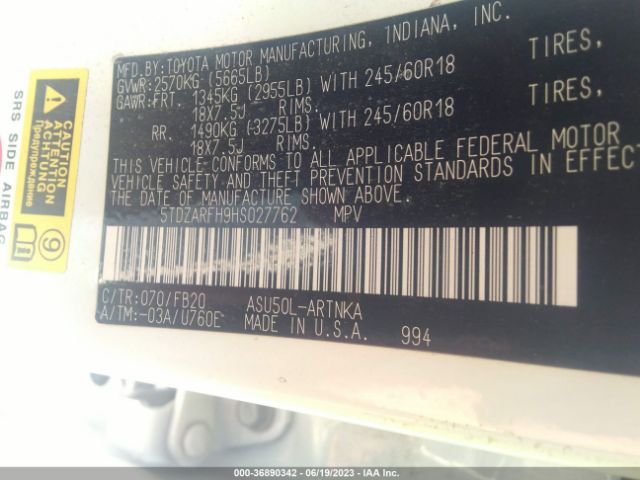 MFD.BY:TOYOTA MOTOR MANUFACTURING, INDIANA, INC.
GVWR:2570KG (5665LB)
GAWR:FRT. 1345KG (2955LB) WITH 245/60R18 TIRES,
18X7.5J RIMS.
RR. 1490KG (3275LB) WITH 245/60R18 TIRES,
18X7.5J RIMS.
THIS VEHICLE-CONFORMS TO ALL APPLICABLE FEDERAL MOTOR
VEHICLE SAFETY AND THEFT PREVENTION STANDARDS IN EFFECT
THE DATE OF MANUFACTURE SHOWN ABOVE.
5TDZARFH9HS027762 MPV
C/TR:070/FB20 ASU50L-ARTNKA
A/TM:-03A/U760E MADE IN U.S.A. 994
SRS SIDE AIRBAG
CAUTION
ATTENTION
ACHTUNG
Предупреждение
9
000-36890342 - 06/19/2023 - IAA Inc.